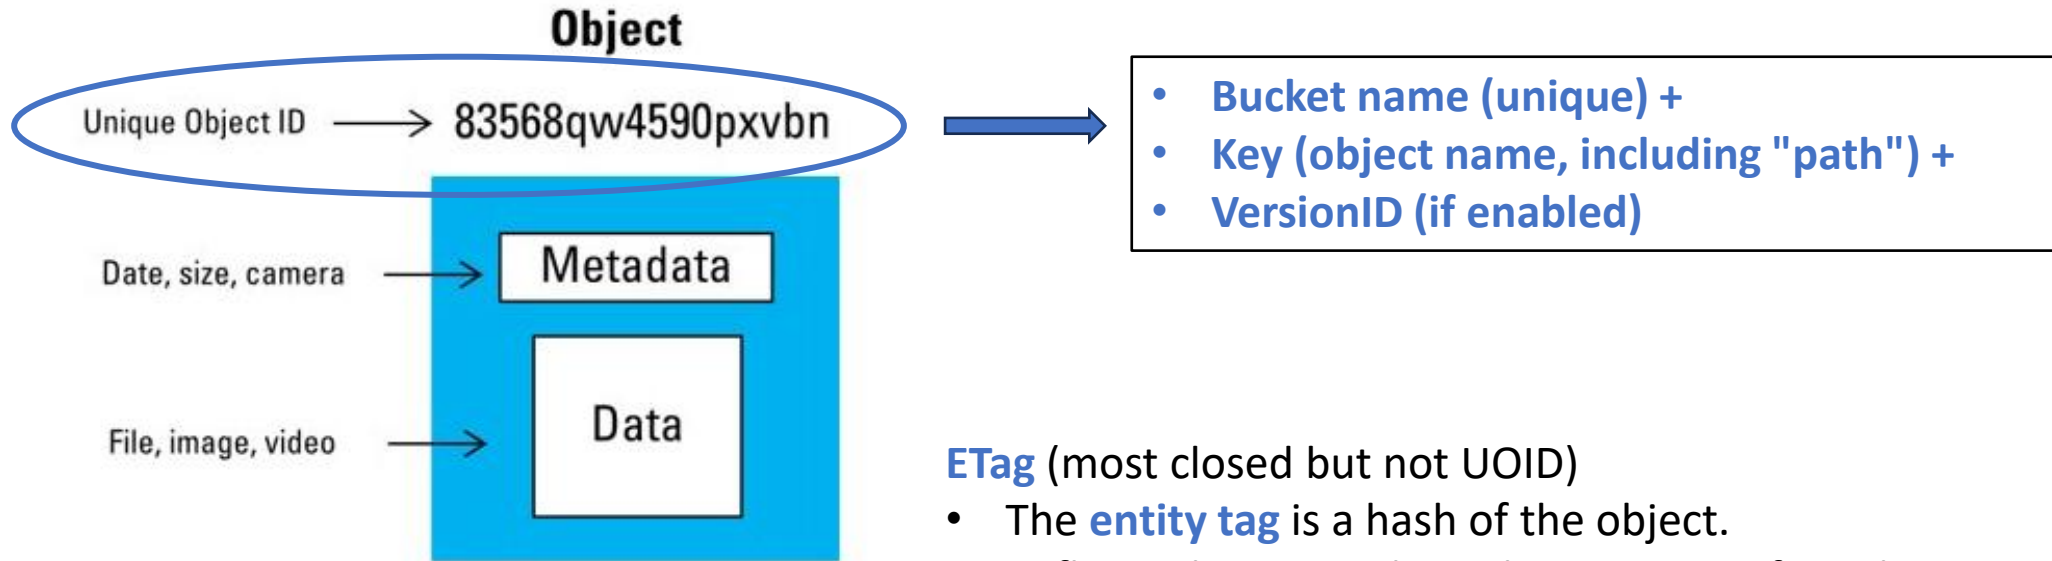 Object
Unique Object ID
83568qw4590pxvbn
Date, size, camera
Metadata
File, image, video
Data
• Bucket name (unique) +
• Key (object name, including "path") +
• VersionID (if enabled)
ETag (most closed but not UOID)
• The entity tag is a hash of the object.